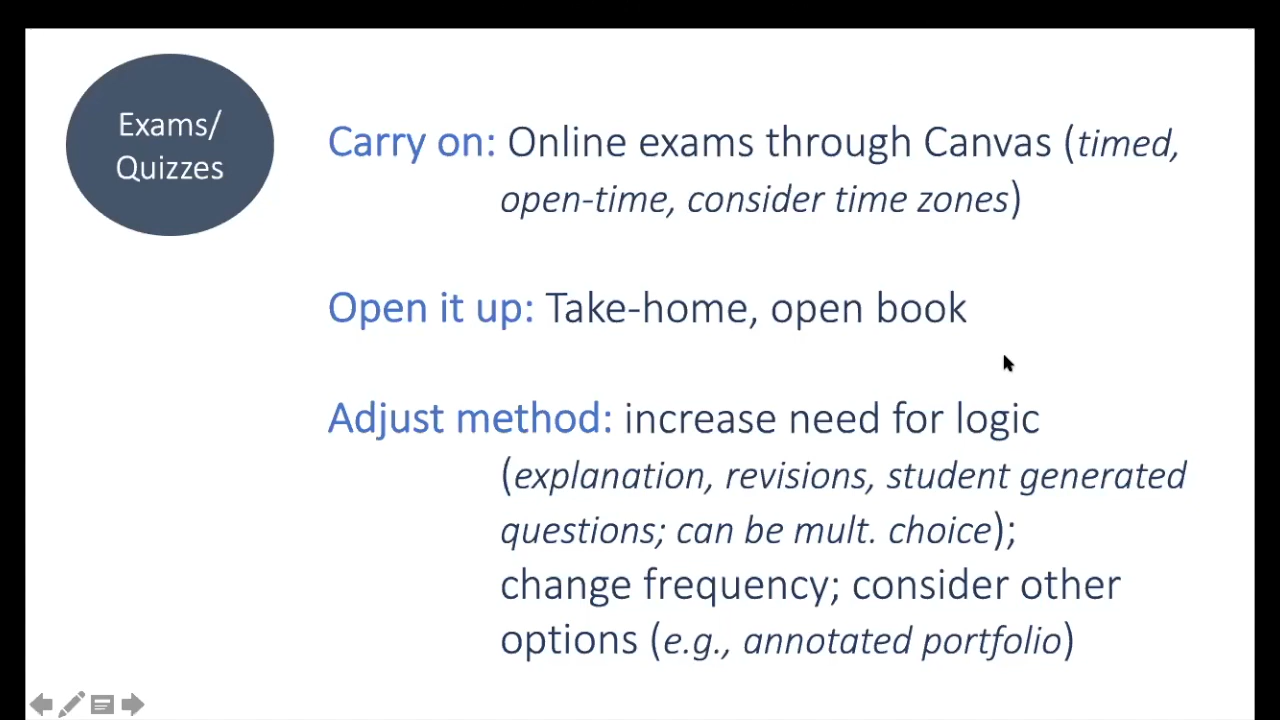 Exams/
Quizzes
Carry on: Online exams through Canvas (timed,
open-time, consider time zones)
Open it up: Take-home, open book
Adjust method: increase need for logic
(explanation, revisions, student generated
questions; can be mult. choice);
change frequency; consider other
options (e.g., annotated portfolio)